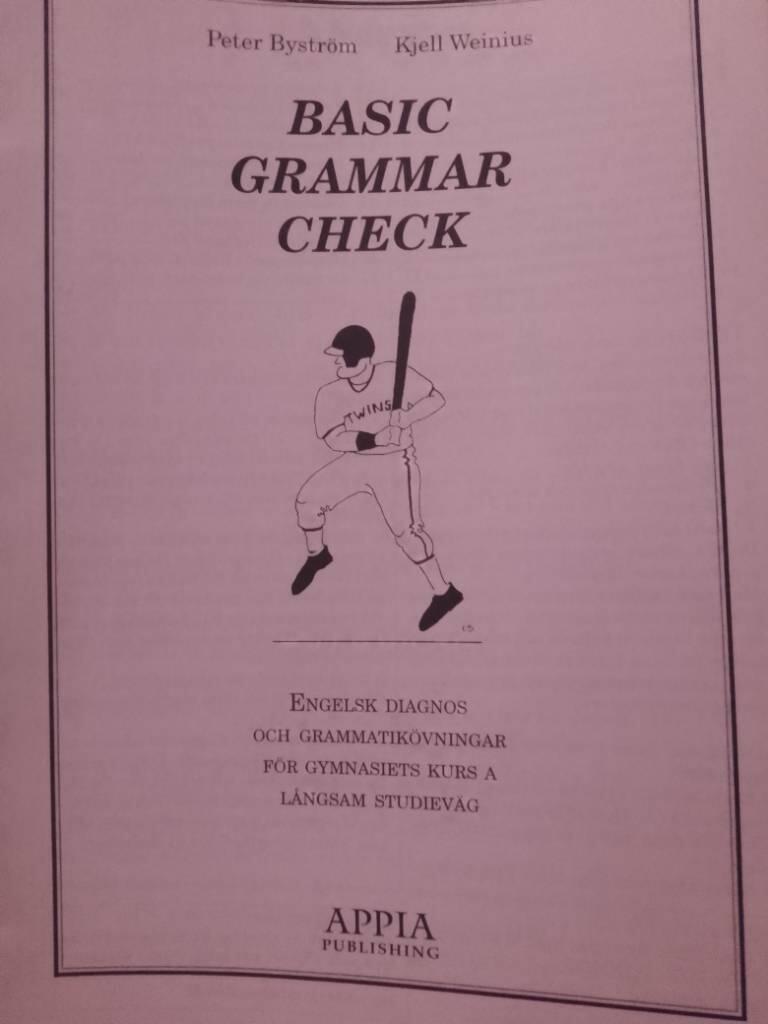 Peter Byström Kjell Weinius
BASIC
GRAMMAR
CHECK
TWINS
ENGELSK DIAGNOS
OCH GRAMMATIKÖVNINGAR
FÖR GYMNASIETS KURS A
LÅNGSAM STUDIEVÄG
APPIA
PUBLISHING